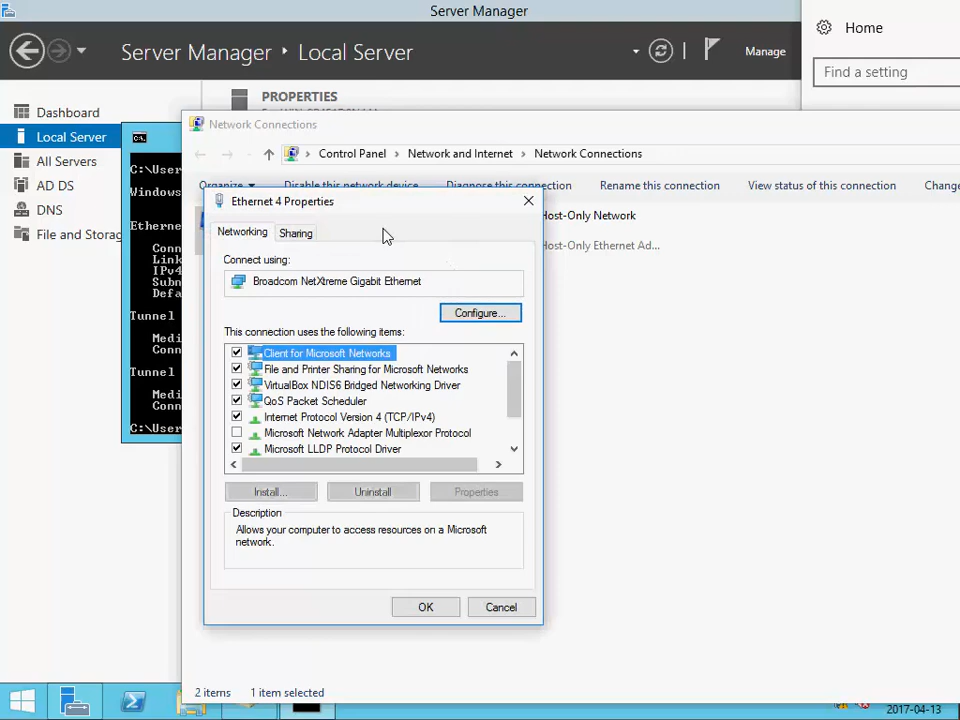 Server Manager
Server Manager ‣ Local Server
Manage
Home
Find a setting
Dashboard
Local Server
All Servers
AD DS
DNS
File and Storag
PROPERTIES
Network Connections
Control Panel > Network and Internet > Network Connections
Organize
Disable this network device
Diagnose this connection
Rename this connection
View status of this connection
Change
Host-Only Network
Host-Only Ethernet Ad...
C:\User
Windows
Etherne
Conn
Link
IPv4
Subn
Defa
Tunnel
Medi
Conn
Tunnel
Medi
Conn
C:\User
Ethernet 4 Properties
Networking
Sharing
Connect using:
Broadcom NetXtreme Gigabit Ethernet
Configure...
This connection uses the following items:
Client for Microsoft Networks
File and Printer Sharing for Microsoft Networks
VirtualBox NDIS6 Bridged Networking Driver
QoS Packet Scheduler
Internet Protocol Version 4 (TCP/IPv4)
Microsoft Network Adapter Multiplexor Protocol
Microsoft LLDP Protocol Driver
Install...
Uninstall
Properties
Description
Allows your computer to access resources on a Microsoft
network.
OK
Cancel
2 items
1 item selected
2017-04-13